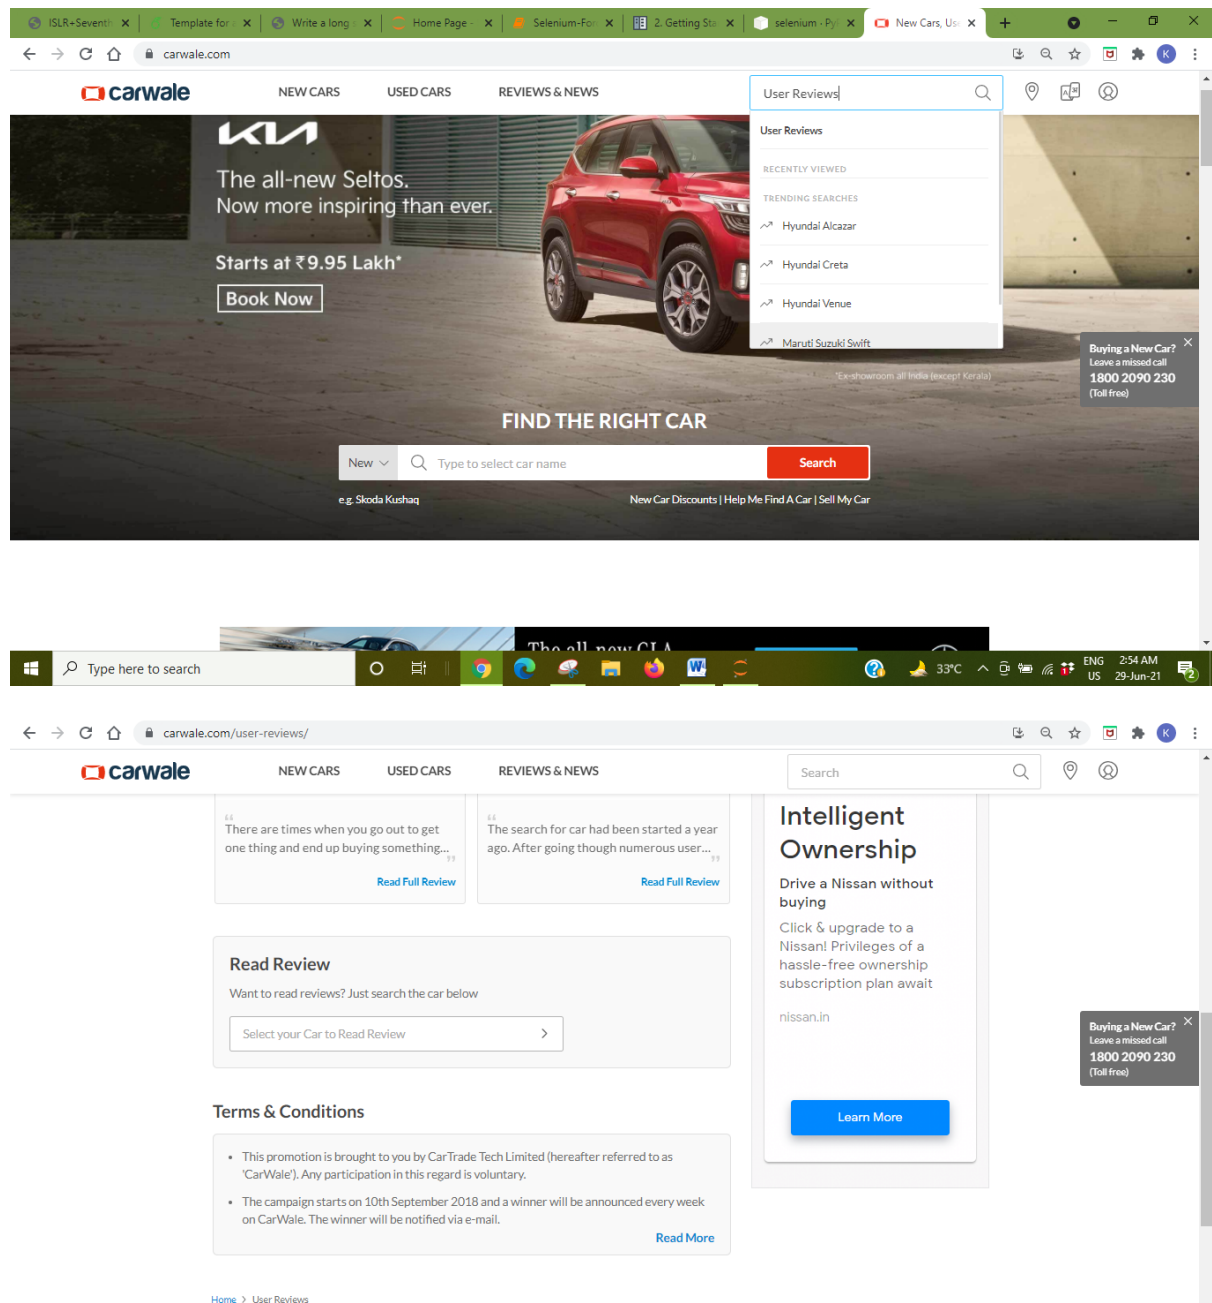 ISLR+Seventh
Template for
Write a long s
Home Page -
Selenium-For
2. Getting Sta
selenium · Py
New Cars, Use
carwale.com
K
carwale
NEW CARS
USED CARS
REVIEWS & NEWS
User Reviews
User Reviews
RECENTLY VIEWED
TRENDING SEARCHES
Hyundai Alcazar
Hyundai Creta
Hyundai Venue
Maruti Suzuki Swift
KIA
The all-new Seltos.
Now more inspiring than ever.
Starts at ₹9.95 Lakh*
Book Now
*Ex-showroom all India (except Kerala)
Buying a New Car?
Leave a missed call
1800 2090 230
(Toll free)
FIND THE RIGHT CAR
New
Type to select car name
Search
e.g. Skoda Kushaq
New Car Discounts | Help Me Find A Car | Sell My Car
The all-new GLA
Type here to search
33°C
ENG
US
2:54 AM
29-Jun-21
2
carwale.com/user-reviews/
K
carwale
NEW CARS
USED CARS
REVIEWS & NEWS
Search
“
There are times when you go out to get
one thing and end up buying something...
”
Read Full Review
“
The search for car had been started a year
ago. After going though numerous user...
”
Read Full Review
Intelligent
Ownership
Drive a Nissan without
buying
Click & upgrade to a
Nissan! Privileges of a
hassle-free ownership
subscription plan await
nissan.in
Learn More
Read Review
Want to read reviews? Just search the car below
Select your Car to Read Review
Buying a New Car?
Leave a missed call
1800 2090 230
(Toll free)
Terms & Conditions
• This promotion is brought to you by CarTrade Tech Limited (hereafter referred to as
'CarWale'). Any participation in this regard is voluntary.
• The campaign starts on 10th September 2018 and a winner will be announced every week
on CarWale. The winner will be notified via e-mail.
Read More
Home > User Reviews